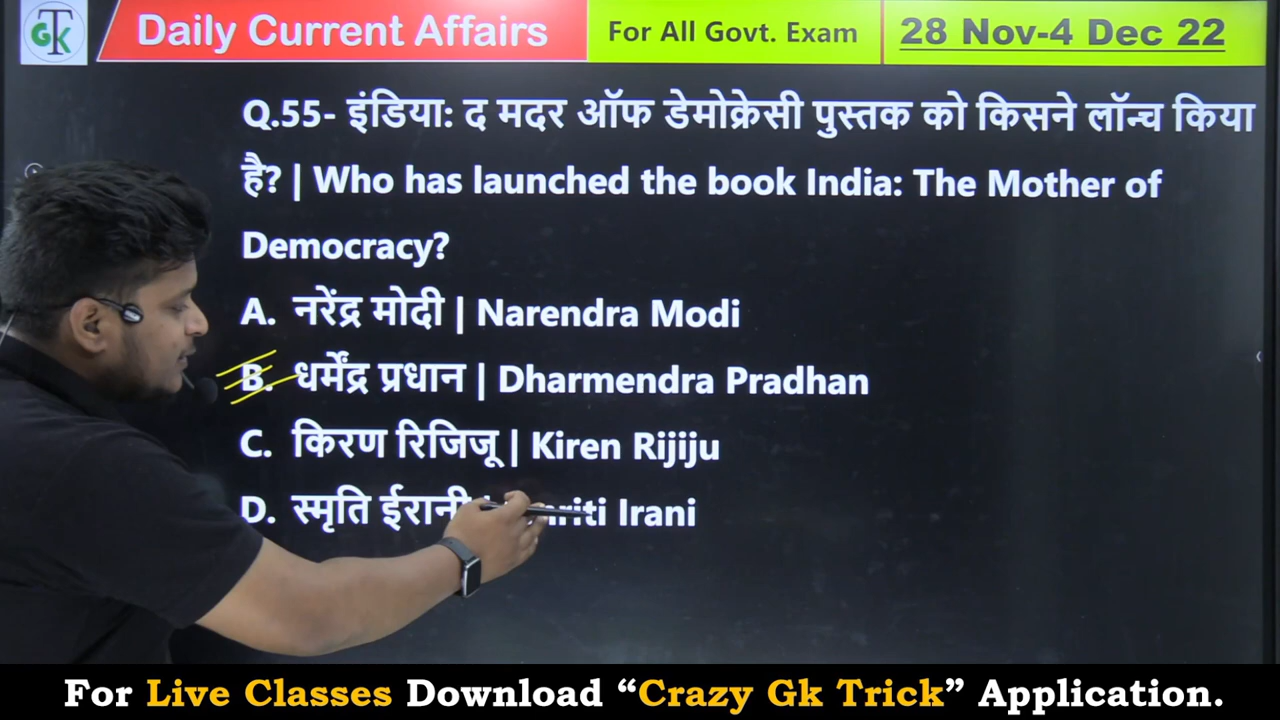 GTK
Daily Current Affairs
For All Govt. Exam
28 Nov-4 Dec 22
Q.55- इंडिया: द मदर ऑफ डेमोक्रेसी पुस्तक को किसने लॉन्च किया
है? | Who has launched the book India: The Mother of
Democracy?
A. नरेंद्र मोदी | Narendra Modi
B. धर्मेंद्र प्रधान | Dharmendra Pradhan
C. किरण रिजिजू | Kiren Rijiju
D. स्मृति ईरानी Irani
For Live Classes Download “Crazy Gk Trick” Application.